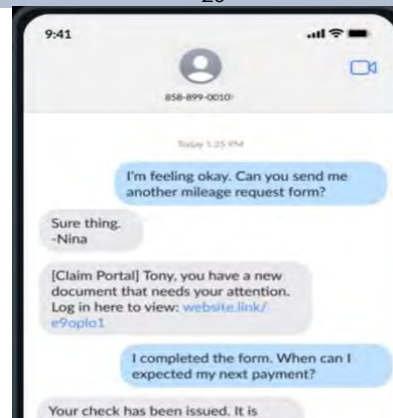 9:41
858-899-0010
Today 1:25 PM
I'm feeling okay. Can you send me
another mileage request form?
Sure thing.
-Nina
[Claim Portal] Tony, you have a new
document that needs your attention.
Log in here to view: website.link/
e9opio1
I completed the form. When can I
expected my next payment?
Your check has been issued. It is